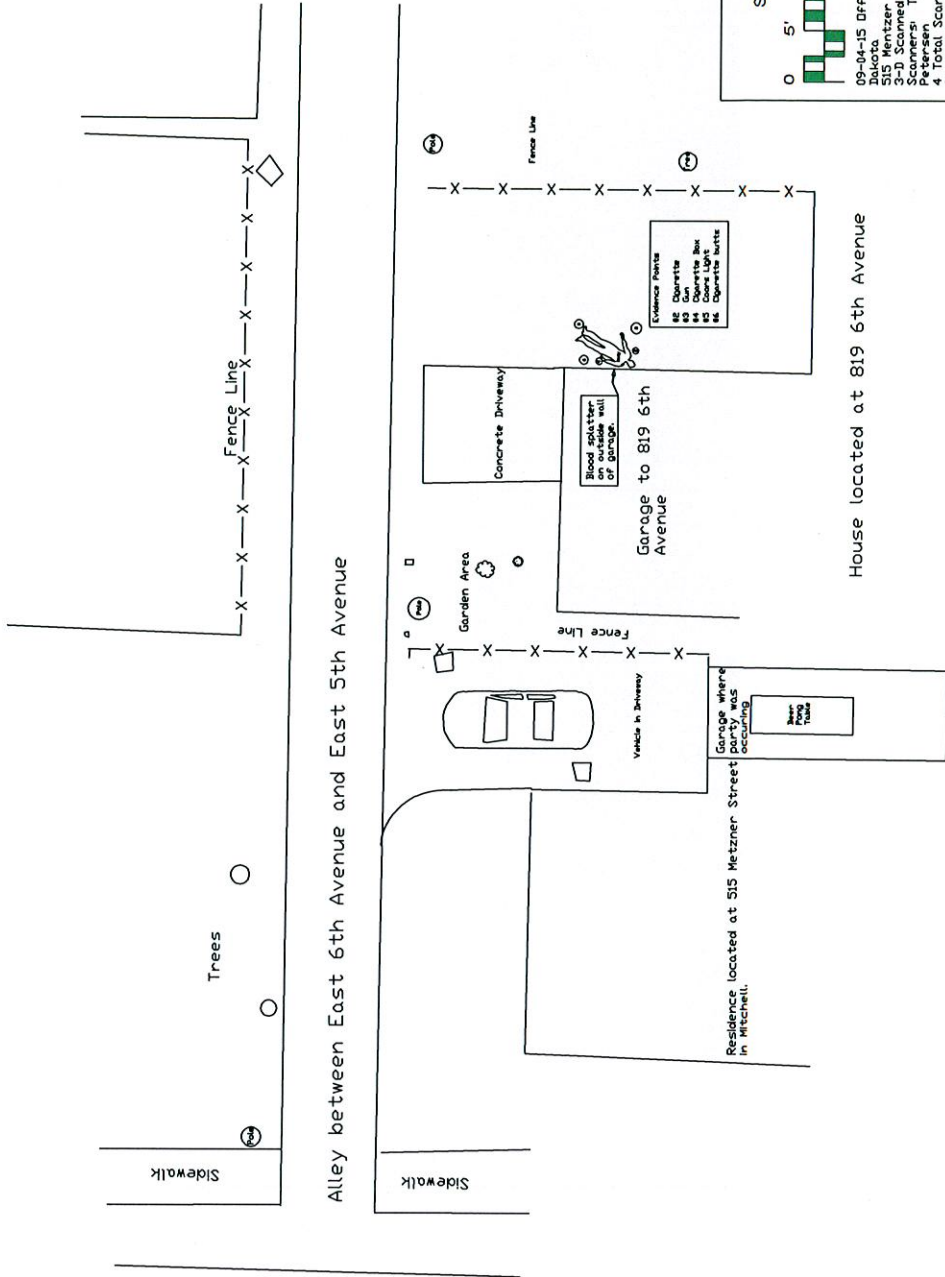 Trees
Fence Line
Sidewalk
Pole
Alley between East 6th Avenue and East 5th Avenue
Sidewalk
Pole
Garden Area
Fence Line
Vehicle in Driveway
Concrete Driveway
Pole
Fence Line
Tree
Blood splatter
on outside wall
of garage.
Garage to 819 6th
Avenue
Evidence Points
#2 Cigarette
#3 Gun
#4 Cigarette Box
#5 Coors Light
#6 Cigarette butts
Residence located at 515 Metzner Street
in Mitchell.
Garage where
party was
occuring
Beer
Pong
Table
House located at 819 6th Avenue
0 5'
09-04-15
Dakota
515 Mentzer
3-D Scanned
Scanners:
Petersen
4 Total